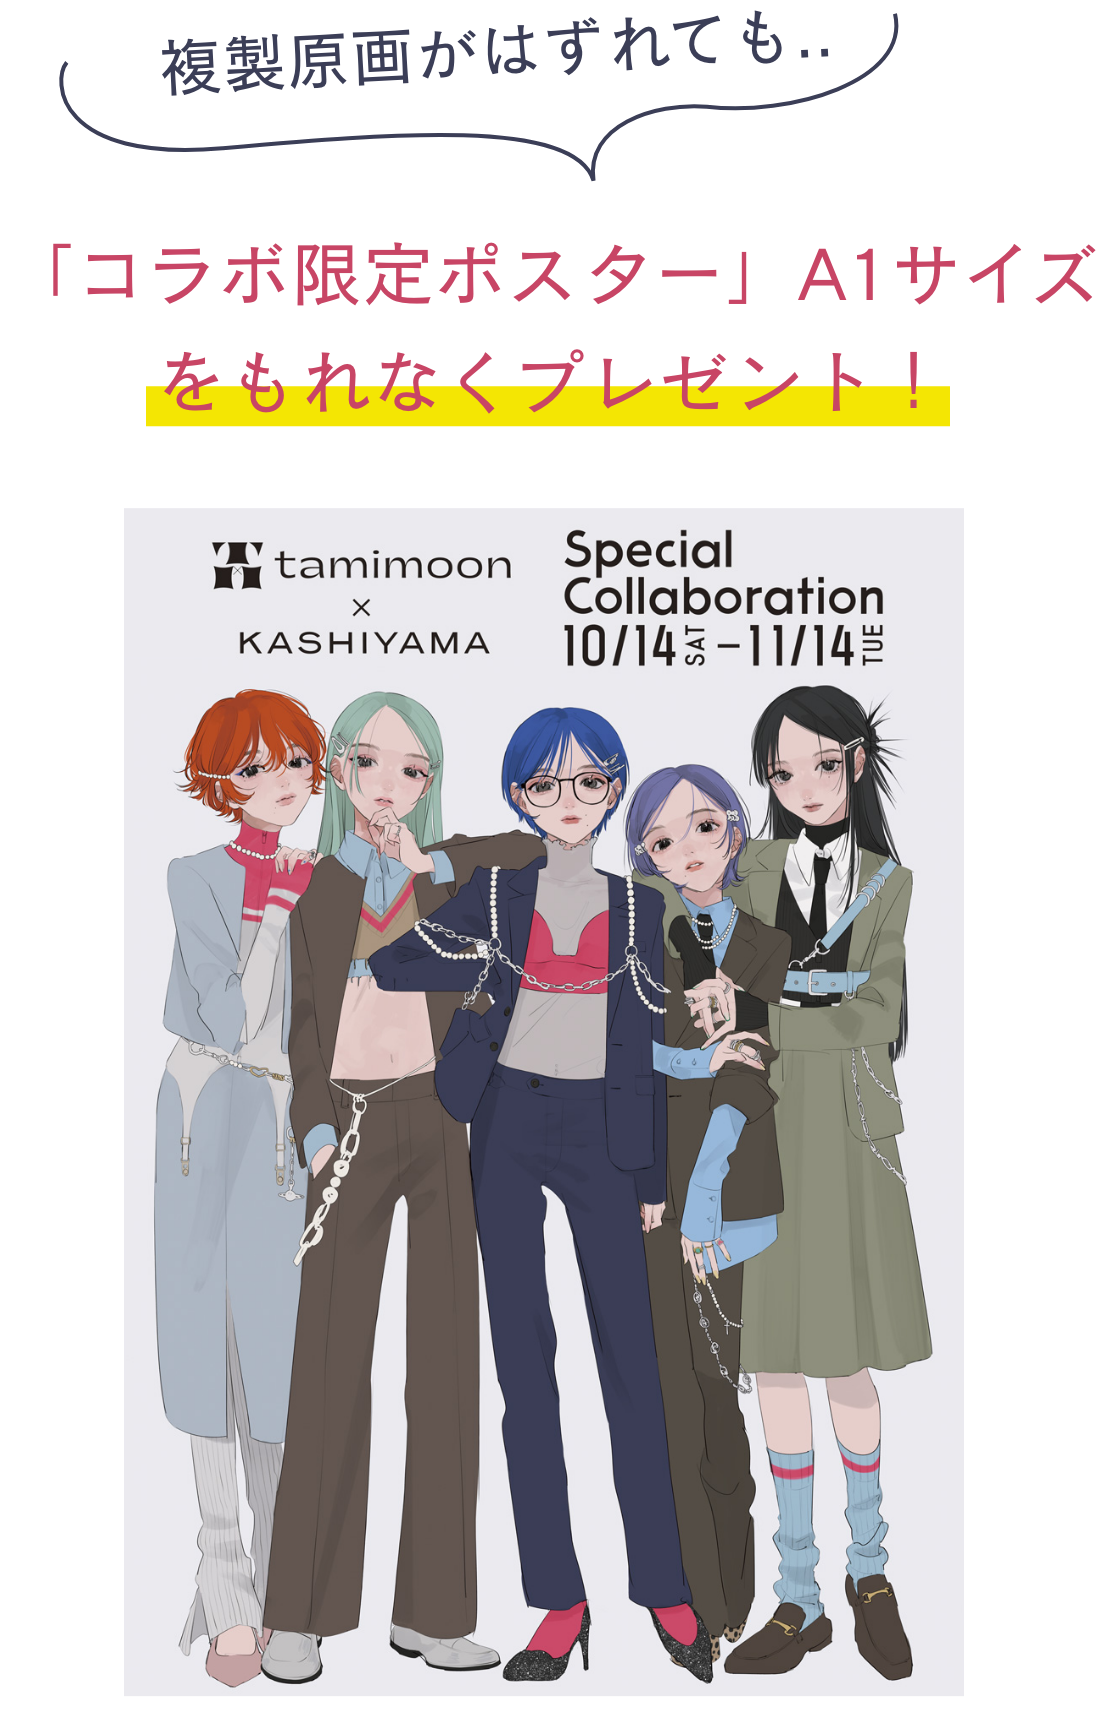 複製原画がはずれても..
「コラボ限定ポスター」A1サイズ
をもれなくプレゼント！
tamimoon
×
KASHIYAMA
Special
Collaboration
10/14 SAT – 11/14 TUE